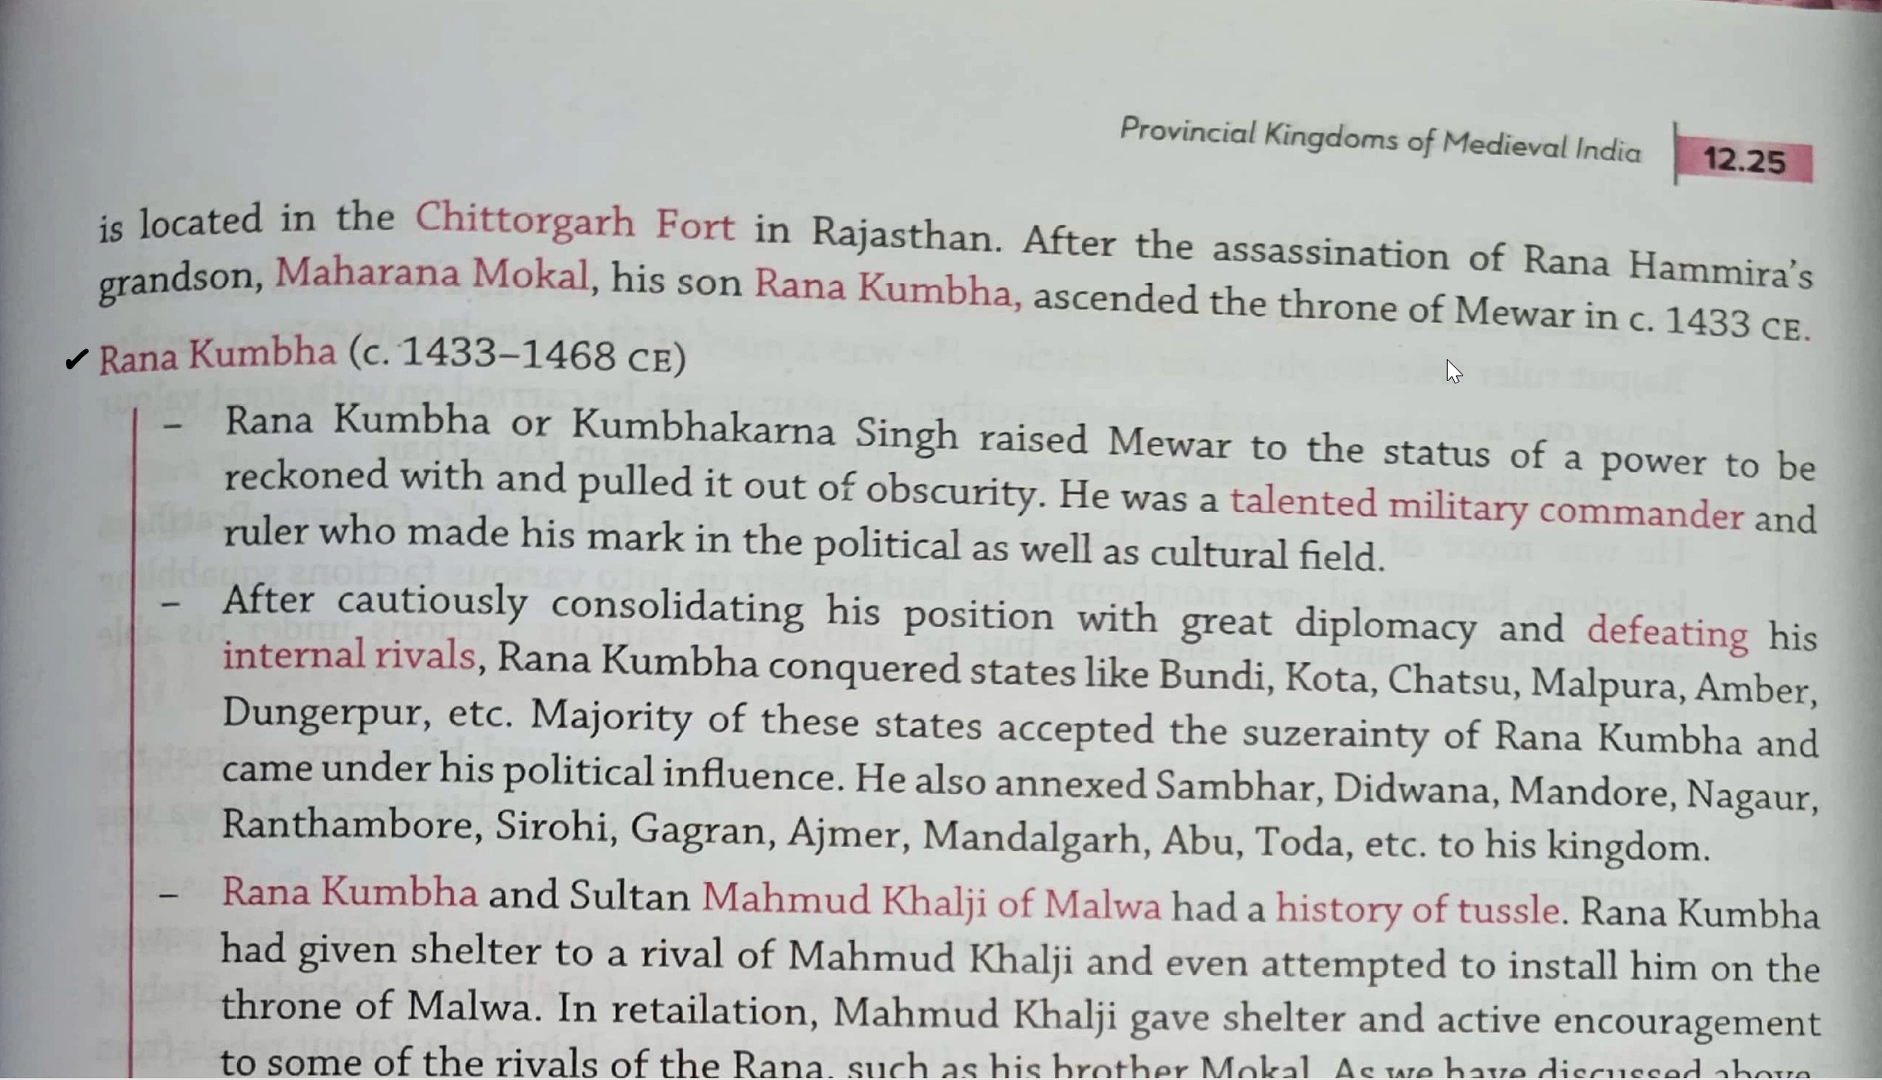 Provincial Kingdoms of Medieval India 12.25
is located in the Chittorgarh Fort in Rajasthan. After the assassination of Rana Hammira's
grandson, Maharana Mokal, his son Rana Kumbha, ascended the throne of Mewar in c. 1433 CE.
✓ Rana Kumbha (c. 1433–1468 CE)
– Rana Kumbha or Kumbhakarna Singh raised Mewar to the status of a power to be
reckoned with and pulled it out of obscurity. He was a talented military commander and
ruler who made his mark in the political as well as cultural field.
– After cautiously consolidating his position with great diplomacy and defeating his
internal rivals, Rana Kumbha conquered states like Bundi, Kota, Chatsu, Malpura, Amber,
Dungerpur, etc. Majority of these states accepted the suzerainty of Rana Kumbha and
came under his political influence. He also annexed Sambhar, Didwana, Mandore, Nagaur,
Ranthambore, Sirohi, Gagran, Ajmer, Mandalgarh, Abu, Toda, etc. to his kingdom.
– Rana Kumbha and Sultan Mahmud Khalji of Malwa had a history of tussle. Rana Kumbha
had given shelter to a rival of Mahmud Khalji and even attempted to install him on the
throne of Malwa. In retailation, Mahmud Khalji gave shelter and active encouragement
to some of the rivals of the Rana, such as his brother Mokal. As we have discussed above